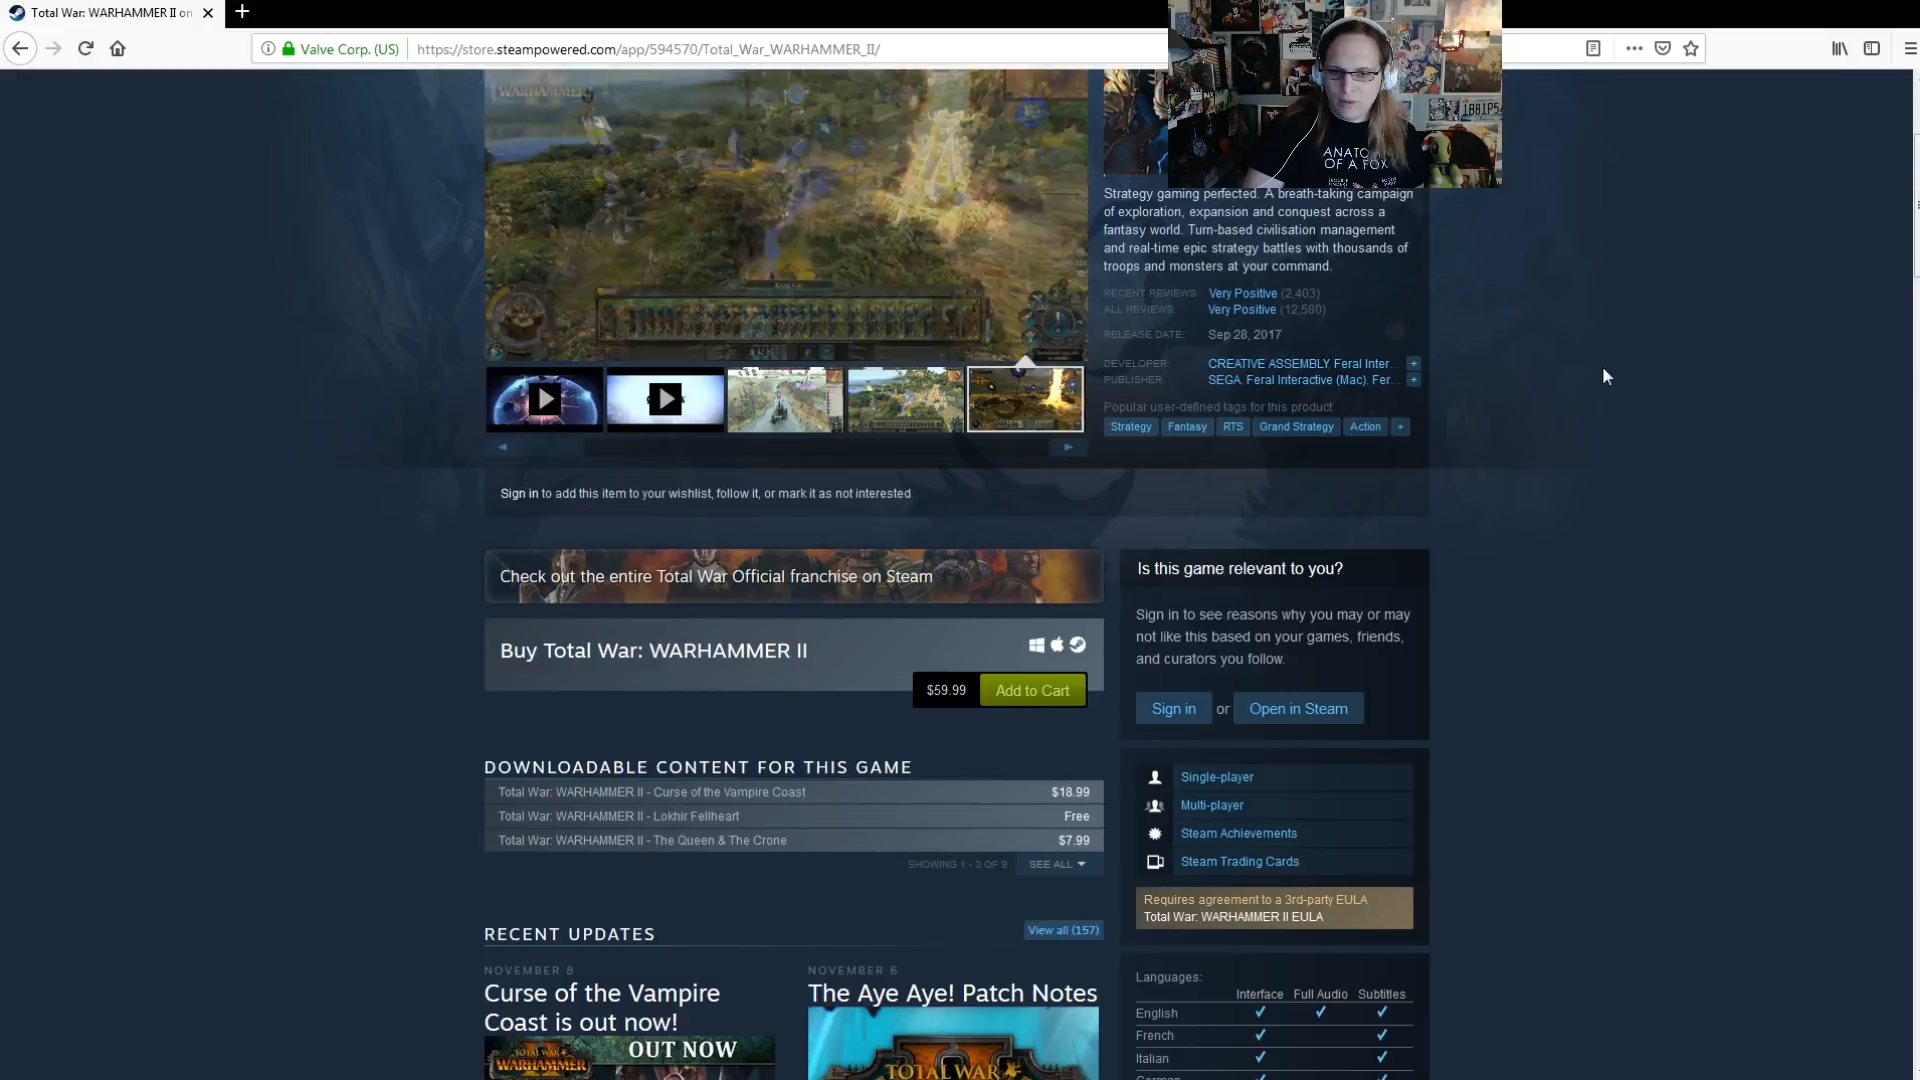 Total War: WARHAMMER II on
Valve Corp. (US)
https://store.steampowered.com/app/594570/Total_War_WARHAMMER_II/
WARHAMMER
1B81P5
ANATO
OF A FOX
Strategy gaming perfected. A breath-taking campaign
of exploration, expansion and conquest across a
fantasy world. Turn-based civilisation management
and real-time epic strategy battles with thousands of
troops and monsters at your command.
RECENT REVIEWS: Very Positive (2,403)
ALL REVIEWS: Very Positive (12,580)
RELEASE DATE: Sep 28, 2017
DEVELOPER: CREATIVE ASSEMBLY, Feral Inter... +
PUBLISHER: SEGA, Feral Interactive (Mac), Fer... +
Popular user-defined tags for this product:
Strategy Fantasy RTS Grand Strategy Action +
Sign in to add this item to your wishlist, follow it, or mark it as not interested
Check out the entire Total War Official franchise on Steam
Buy Total War: WARHAMMER II
$59.99 Add to Cart
Is this game relevant to you?
Sign in to see reasons why you may or may
not like this based on your games, friends,
and curators you follow.
Sign in or Open in Steam
DOWNLOADABLE CONTENT FOR THIS GAME
Total War: WARHAMMER II - Curse of the Vampire Coast $18.99
Total War: WARHAMMER II - Lokhir Fellheart Free
Total War: WARHAMMER II - The Queen & The Crone $7.99
SHOWING 1 - 3 OF 9 SEE ALL
Single-player
Multi-player
Steam Achievements
Steam Trading Cards
Requires agreement to a 3rd-party EULA
Total War: WARHAMMER II EULA
RECENT UPDATES View all (157)
NOVEMBER 8
Curse of the Vampire
Coast is out now!
TOTAL WAR
WARHAMMER
OUT NOW
NOVEMBER 6
The Aye Aye! Patch Notes
TOTAL WAR
Languages:
Interface Full Audio Subtitles
English
French
Italian
German